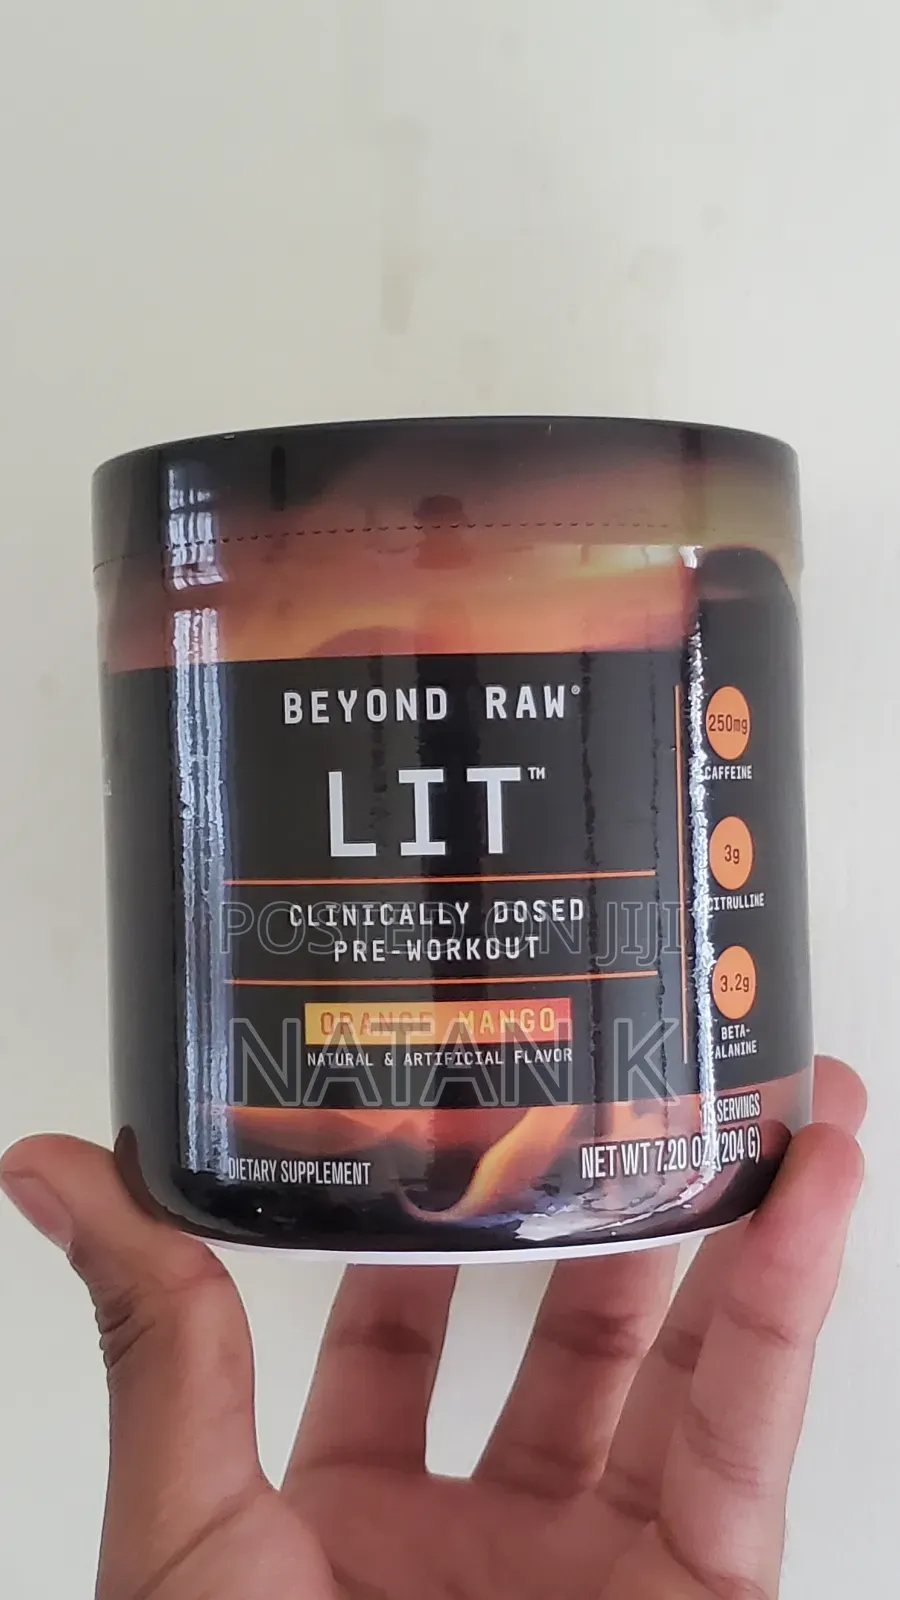 BEYOND RAW®
LIT™
CLINICALLY DOSED
PRE-WORKOUT
ORANGE MANGO
NATURAL & ARTIFICIAL FLAVOR
DIETARY SUPPLEMENT
250mg
CAFFEINE
3g
CITRULLINE
3.2g
BETA-
ALANINE
SERVINGS
NET WT 7.20 OZ (204 G)
POSTED ON JIJI
NATAN K